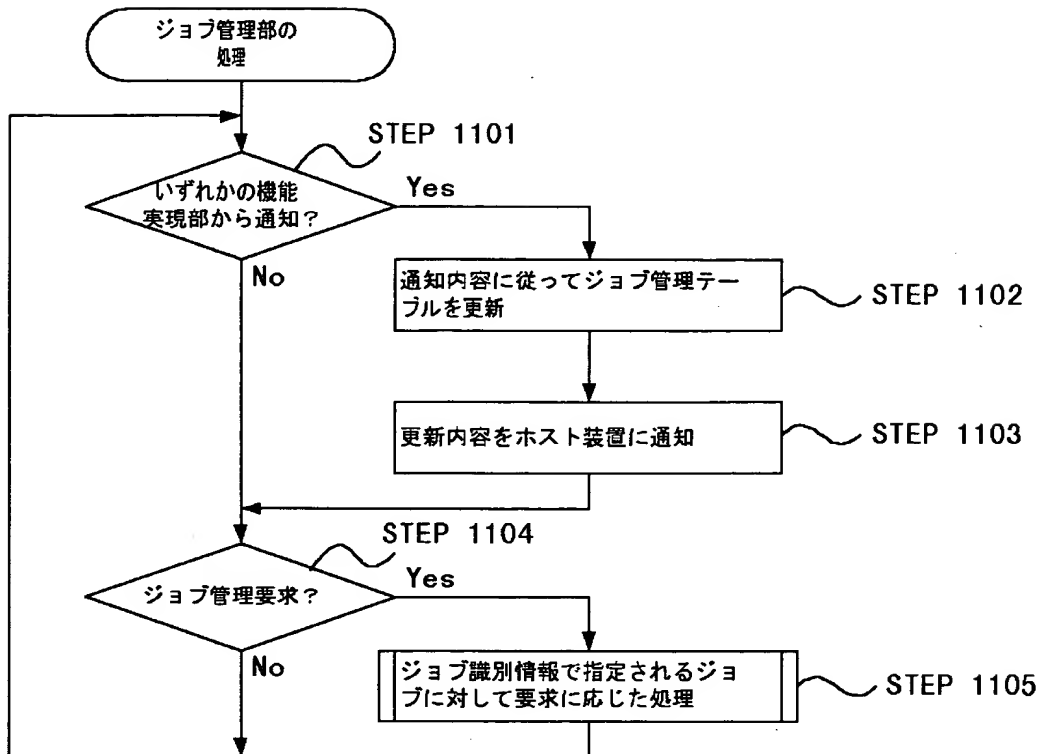 ジョブ管理部の
処理
STEP 1101
いずれかの機能
実現部から通知？
Yes
No
通知内容に従ってジョブ管理テー
ブルを更新
STEP 1102
更新内容をホスト装置に通知
STEP 1103
STEP 1104
ジョブ管理要求？
Yes
No
ジョブ識別情報で指定されるジョ
ブに対して要求に応じた処理
STEP 1105